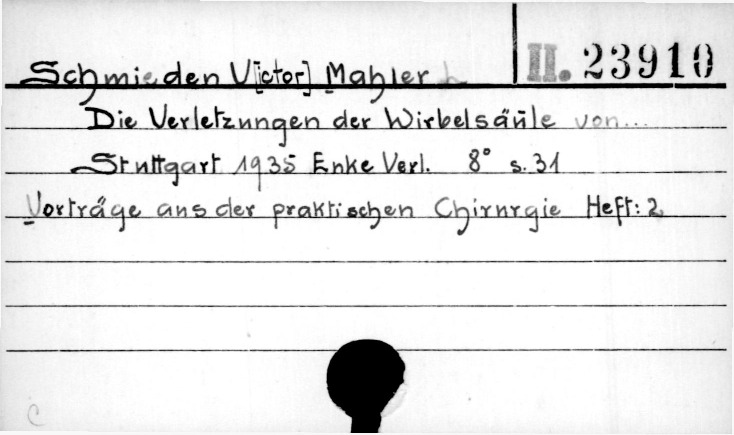 II. 23910
Schmieden V[ictor] Mahler
Die Verletzungen der Wirbelsäule von...
Stuttgart 1935 Enke Verl. 8° s. 31
Vorträge aus der praktischen Chirurgie Heft: 2
C